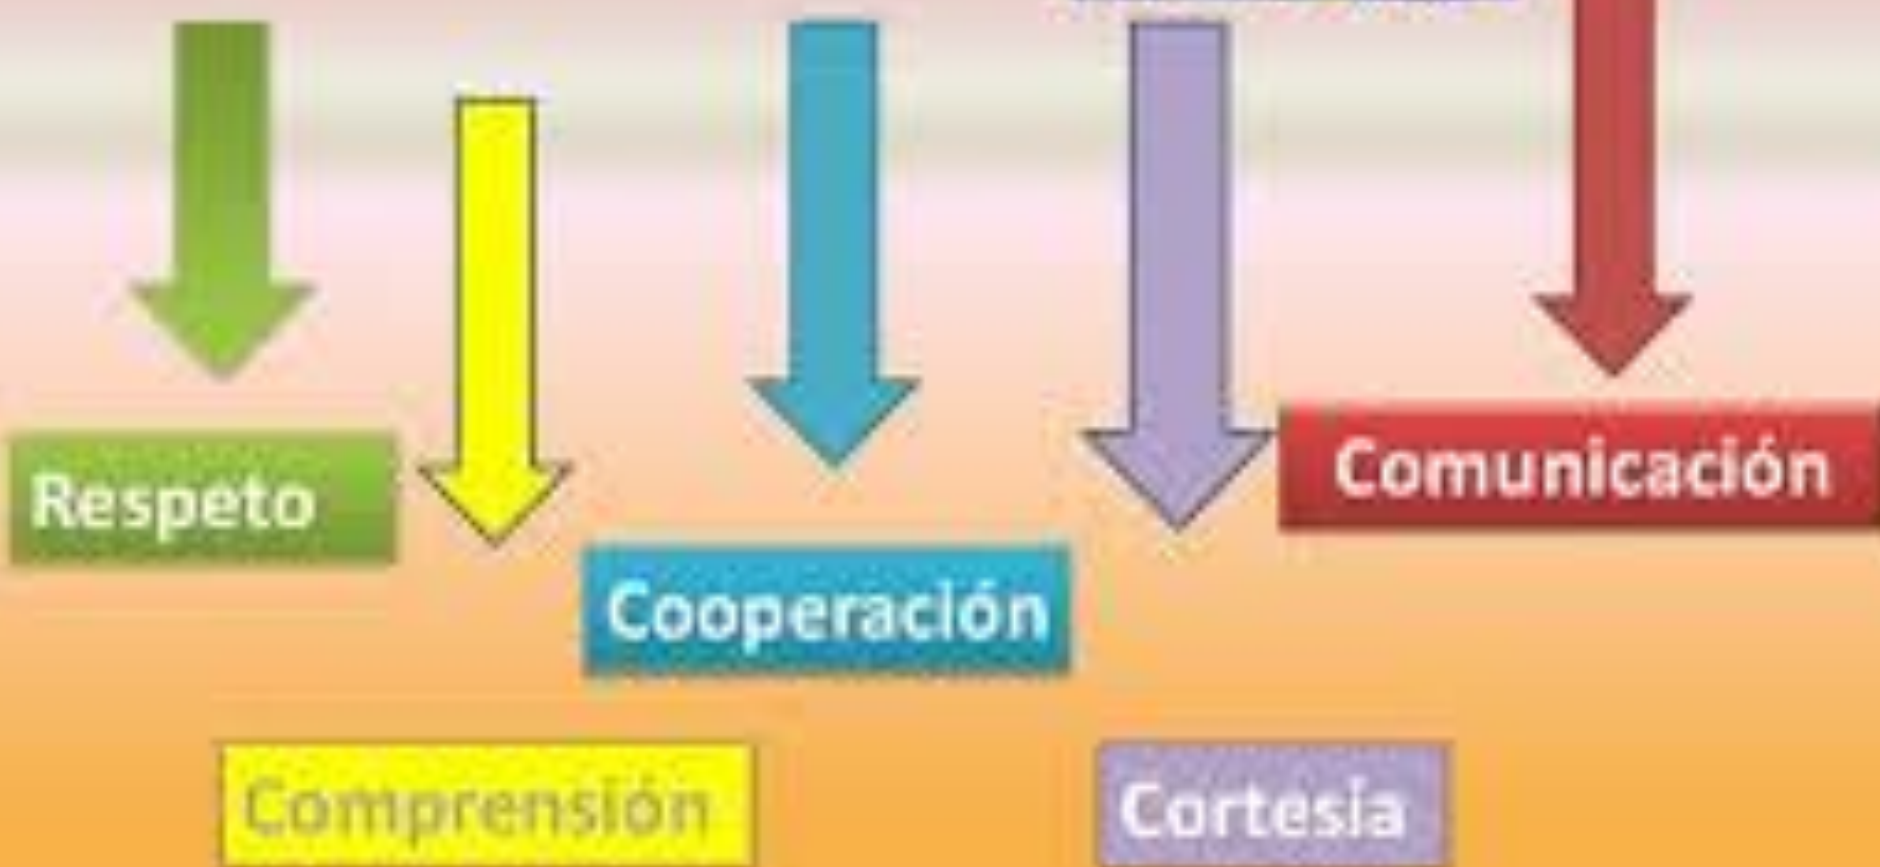 Respeto
Comunicación
Cooperación
Comprensión
Cortesía